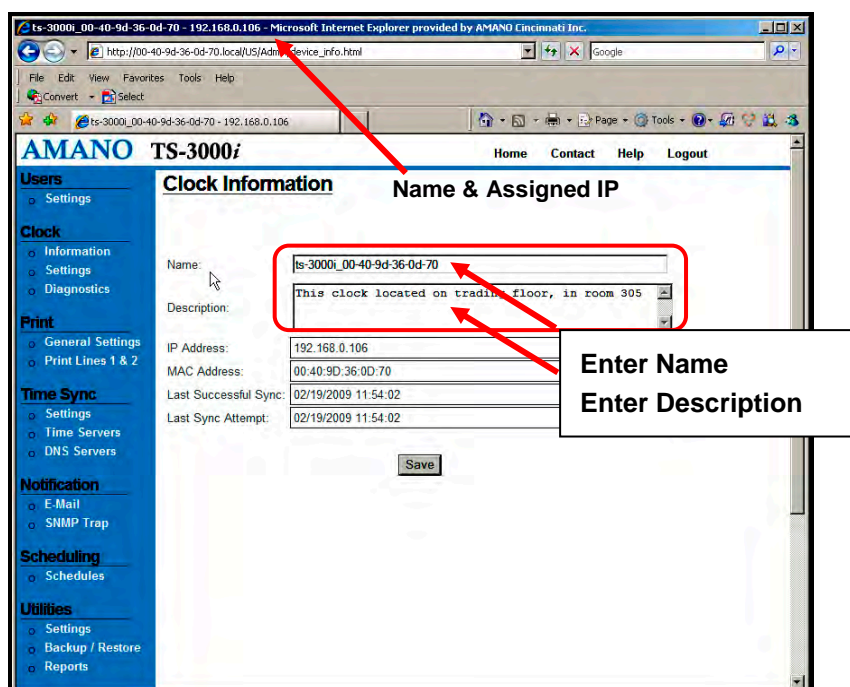 ts-3000i_00-40-9d-36-0d-70 - 192.168.0.106 - Microsoft Internet Explorer provided by AMANO Cincinnati Inc.
http://00-40-9d-36-0d-70.local/US/Admin/device_info.html
Google
File Edit View Favorites Tools Help
Convert Select
ts-3000i_00-40-9d-36-0d-70 - 192.168.0.106
Page Tools
AMANO TS-3000i
Home Contact Help Logout
Users
Settings
Clock
Information
Settings
Diagnostics
Print
General Settings
Print Lines 1 & 2
Time Sync
Settings
Time Servers
DNS Servers
Notification
E-Mail
SNMP Trap
Scheduling
Schedules
Utilities
Settings
Backup / Restore
Reports
Clock Information
Name & Assigned IP
Name: ts-3000i_00-40-9d-36-0d-70
Description: This clock located on trading floor, in room 305
IP Address: 192.168.0.106
MAC Address: 00:40:9D:36:0D:70
Last Successful Sync: 02/19/2009 11:54:02
Last Sync Attempt: 02/19/2009 11:54:02
Save
Enter Name
Enter Description